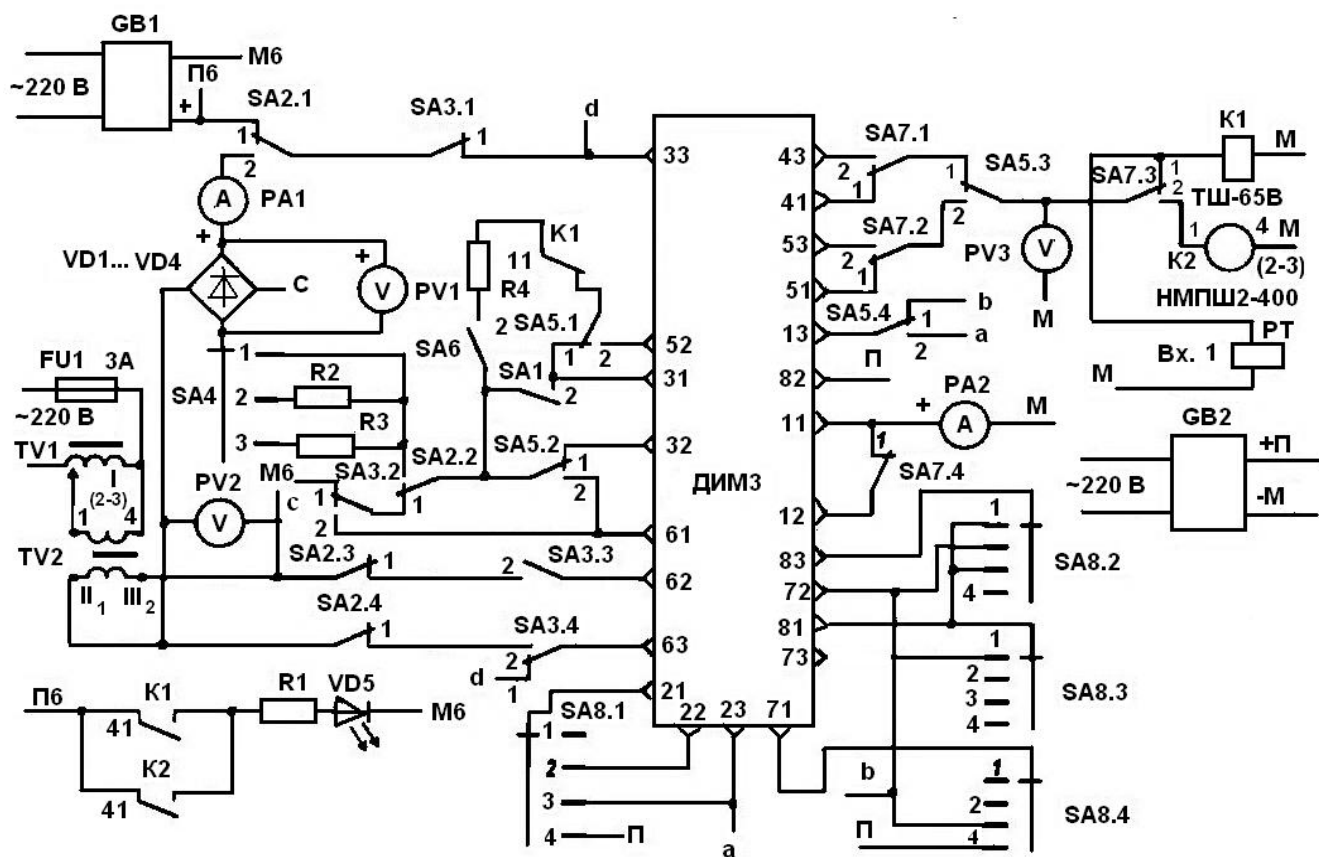 GB1
М6
П6
~220 В
+
SA2.1
SA3.1
d
1
1
2
33
A
PA1
+
VD1... VD4
C
+
V
PV1
K1
11
R4
2
SA5.1
1
2
52
31
SA6
SA1
2
FU1
3A
~220 В
SA4
1
2
R2
3
R3
TV1
I
(2-3)
1
4
PV2
V
М6
SA3.2
SA2.2
SA5.2
c
1
1
1
2
2
32
61
TV2
SA2.3
1
SA3.3
2
62
II 1
III 2
SA2.4
1
SA3.4
2
d
1
63
П6
K1
41
R1
VD5
М6
K2
41
21
SA8.1
1
2
3
4
П
22
23
71
a
ДИМ3
43
41
53
51
13
82
11
12
83
72
81
73
SA7.1
2
1
SA5.3
1
2
SA7.2
2
1
SA5.4
1
2
b
a
П
PV3
V
М
SA7.3
1
2
K1
М
ТШ-65В
1
K2
4
М
(2-3)
НМПШ2-400
РТ
Вх. 1
М
+
PA2
A
М
1
SA7.4
GB2
~220 В
+П
-М
1
4
SA8.2
1
2
3
4
SA8.3
b
1
2
4
П
SA8.4